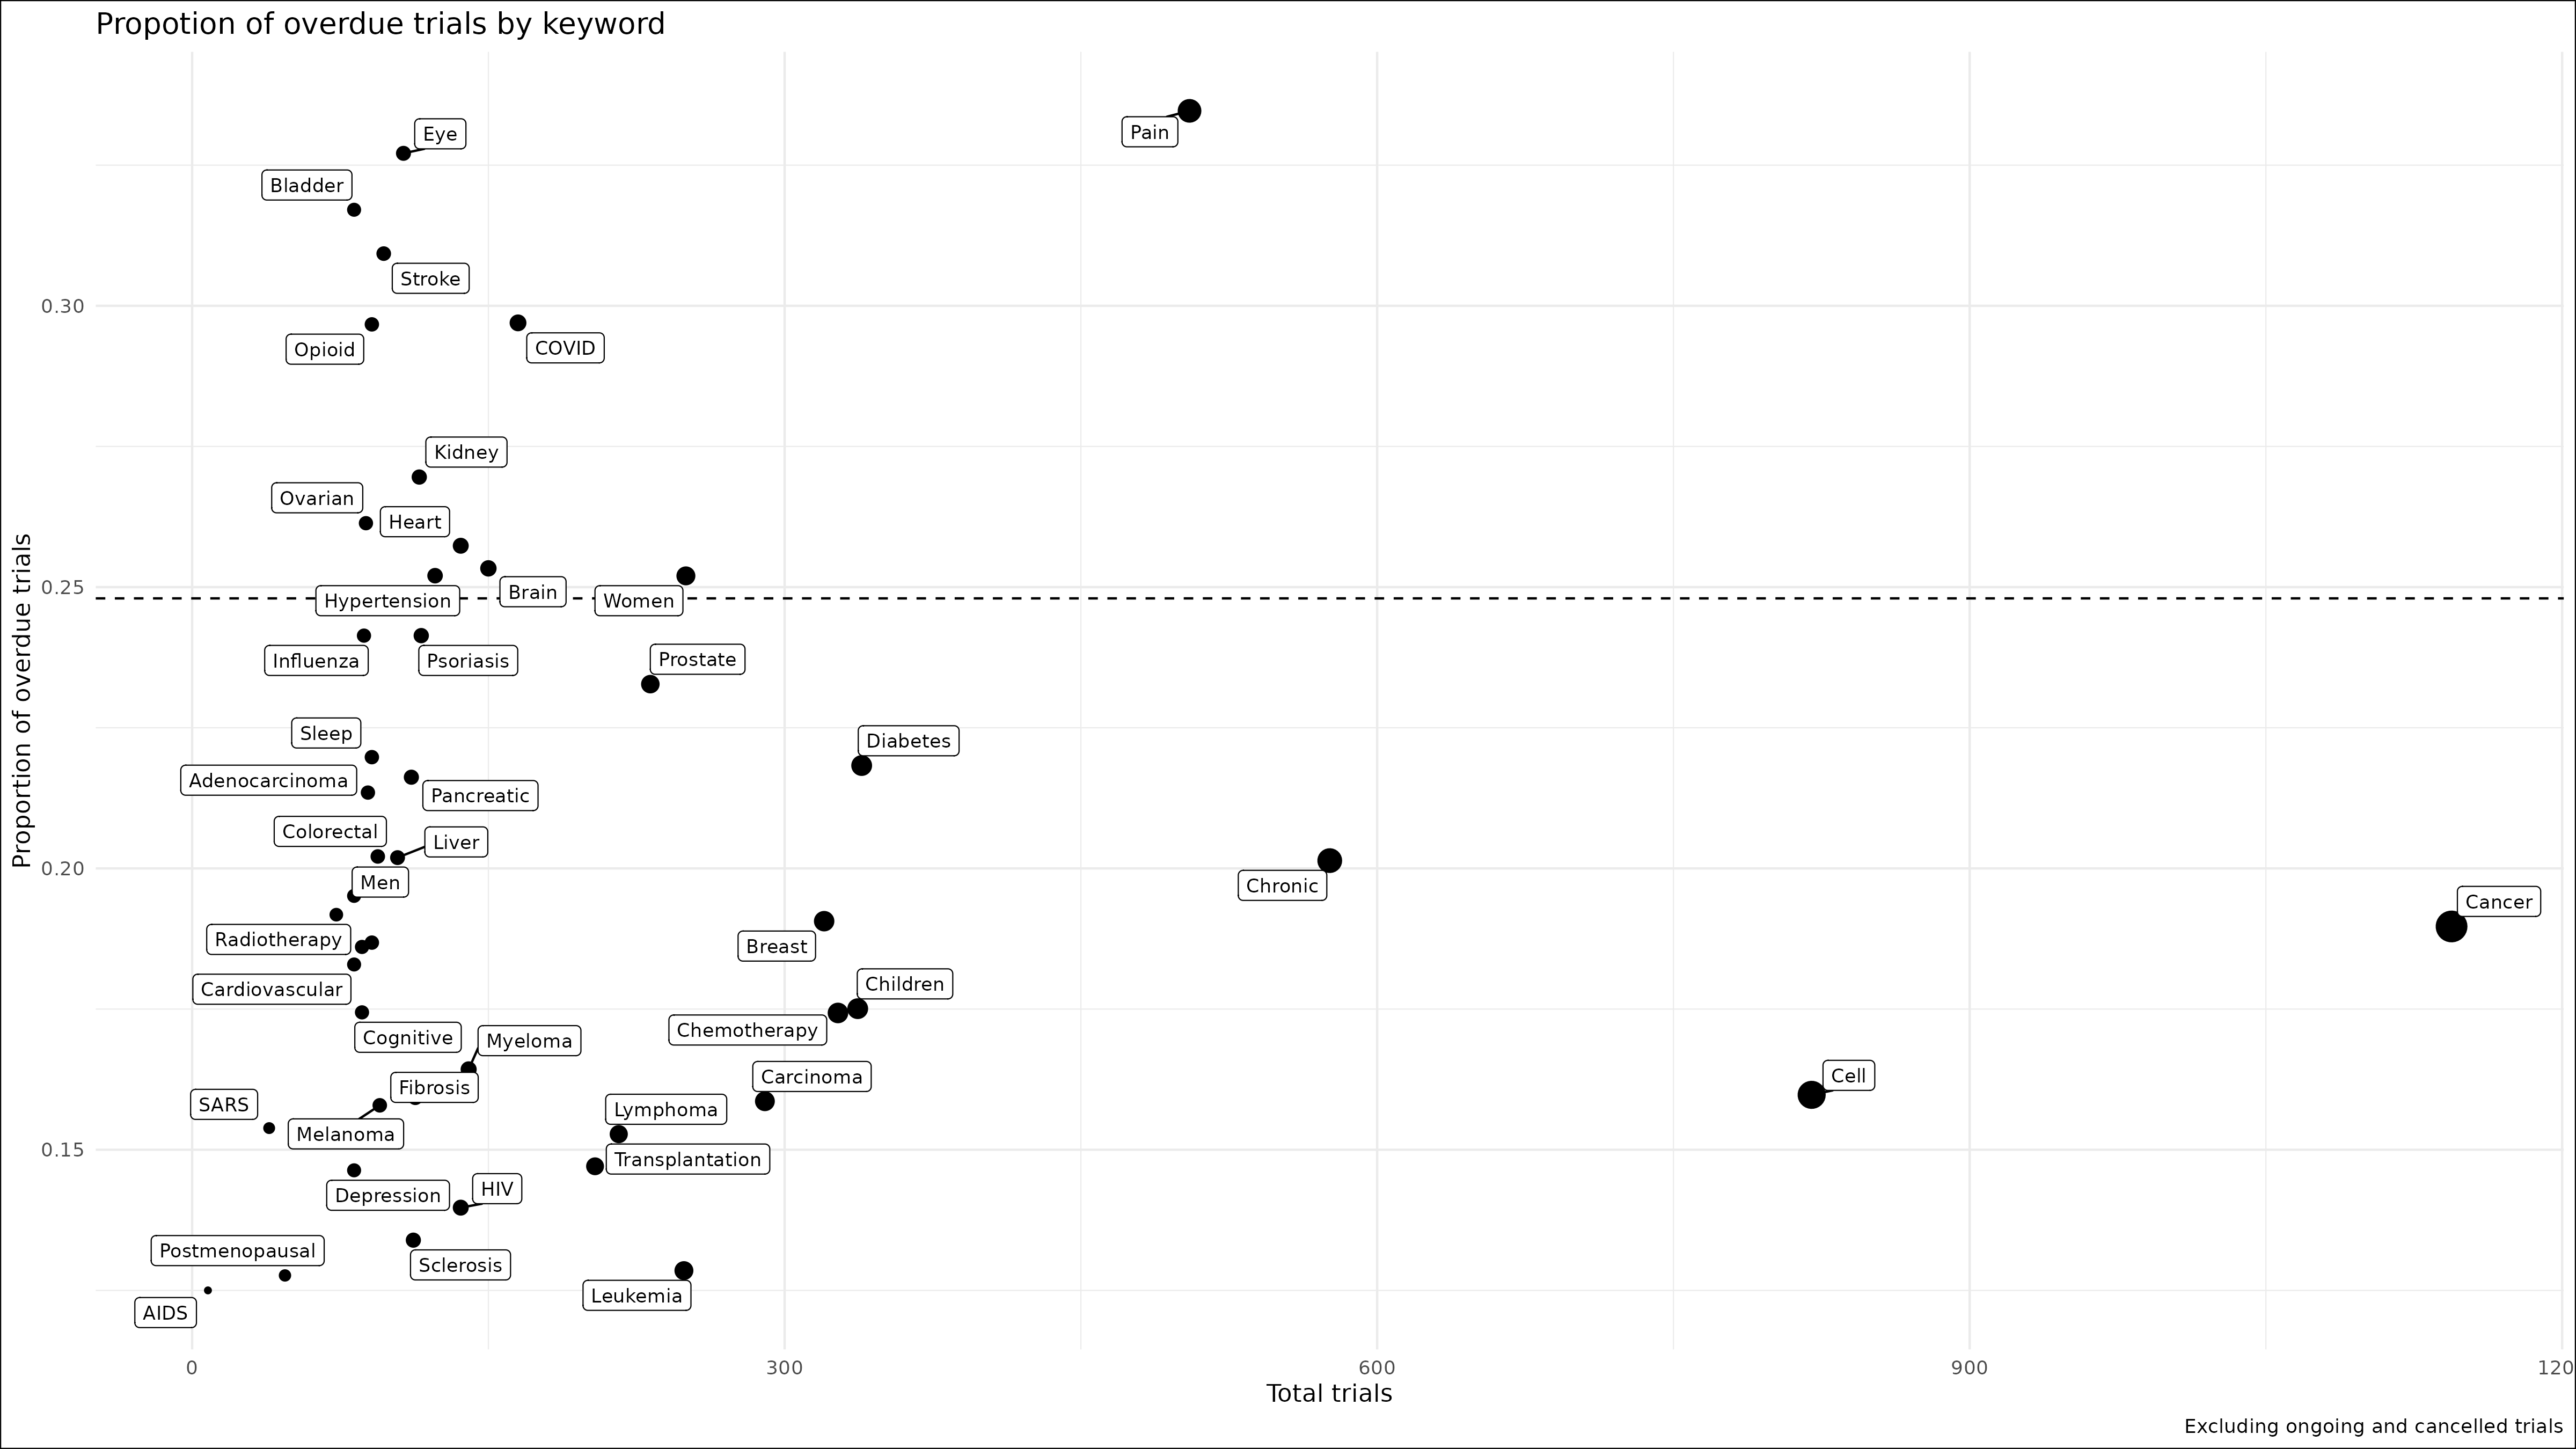 Propotion of overdue trials by keyword
Eye
Pain
Bladder
Stroke
0.30
Opioid
COVID
Kidney
Ovarian
Heart
0.25
Hypertension
Brain
Women
Influenza
Psoriasis
Prostate
Sleep
Diabetes
Adenocarcinoma
Pancreatic
Colorectal
Liver
0.20
Men
Chronic
Cancer
Radiotherapy
Breast
Cardiovascular
Children
Chemotherapy
Cognitive
Myeloma
Fibrosis
Carcinoma
Cell
SARS
Lymphoma
Melanoma
0.15
Transplantation
Depression
HIV
Postmenopausal
Sclerosis
Leukemia
AIDS
Proportion of overdue trials
0
300
600
900
120
Total trials
Excluding ongoing and cancelled trials